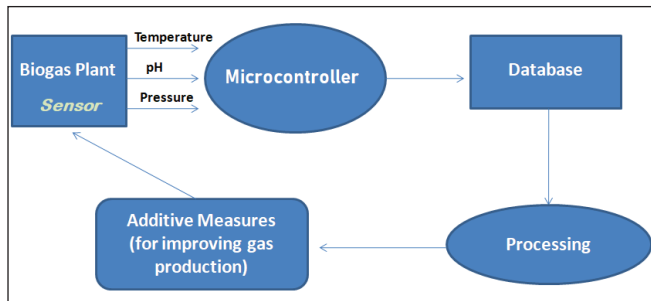 Temperature
Biogas Plant
Sensor
pH
Pressure
Microcontroller
Database
Processing
Additive Measures
(for improving gas
production)